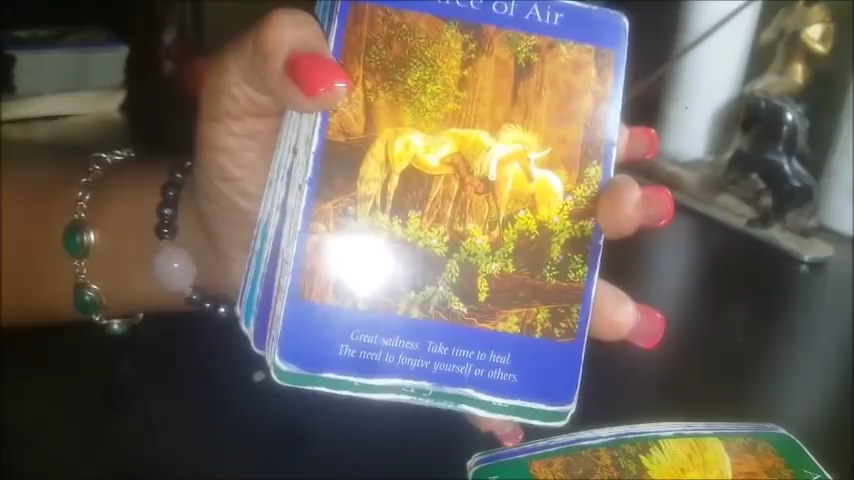 of Air
Great sadness. Take time to heal.
The need to forgive yourself or others.